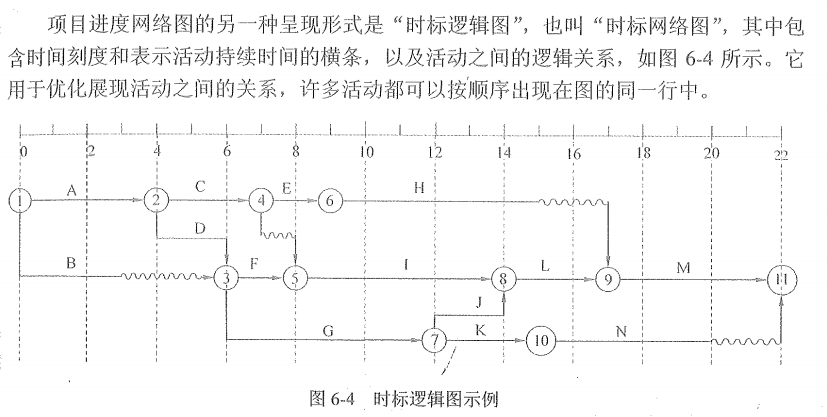 项目进度网络图的另一种呈现形式是“时标逻辑图”，也叫“时标网络图”，其中包
含时间刻度和表示活动持续时间的横条，以及活动之间的逻辑关系，如图 6-4 所示。它
用于优化展现活动之间的关系，许多活动都可以按顺序出现在图的同一行中。
0 2 4 6 8 10 12 14 16 18 20 22
1 A 2 C 4 E 6 H
D
B 3 F 5 I 8 L 9 M 11
J
G 7 K 10 N
图 6-4 时标逻辑图示例